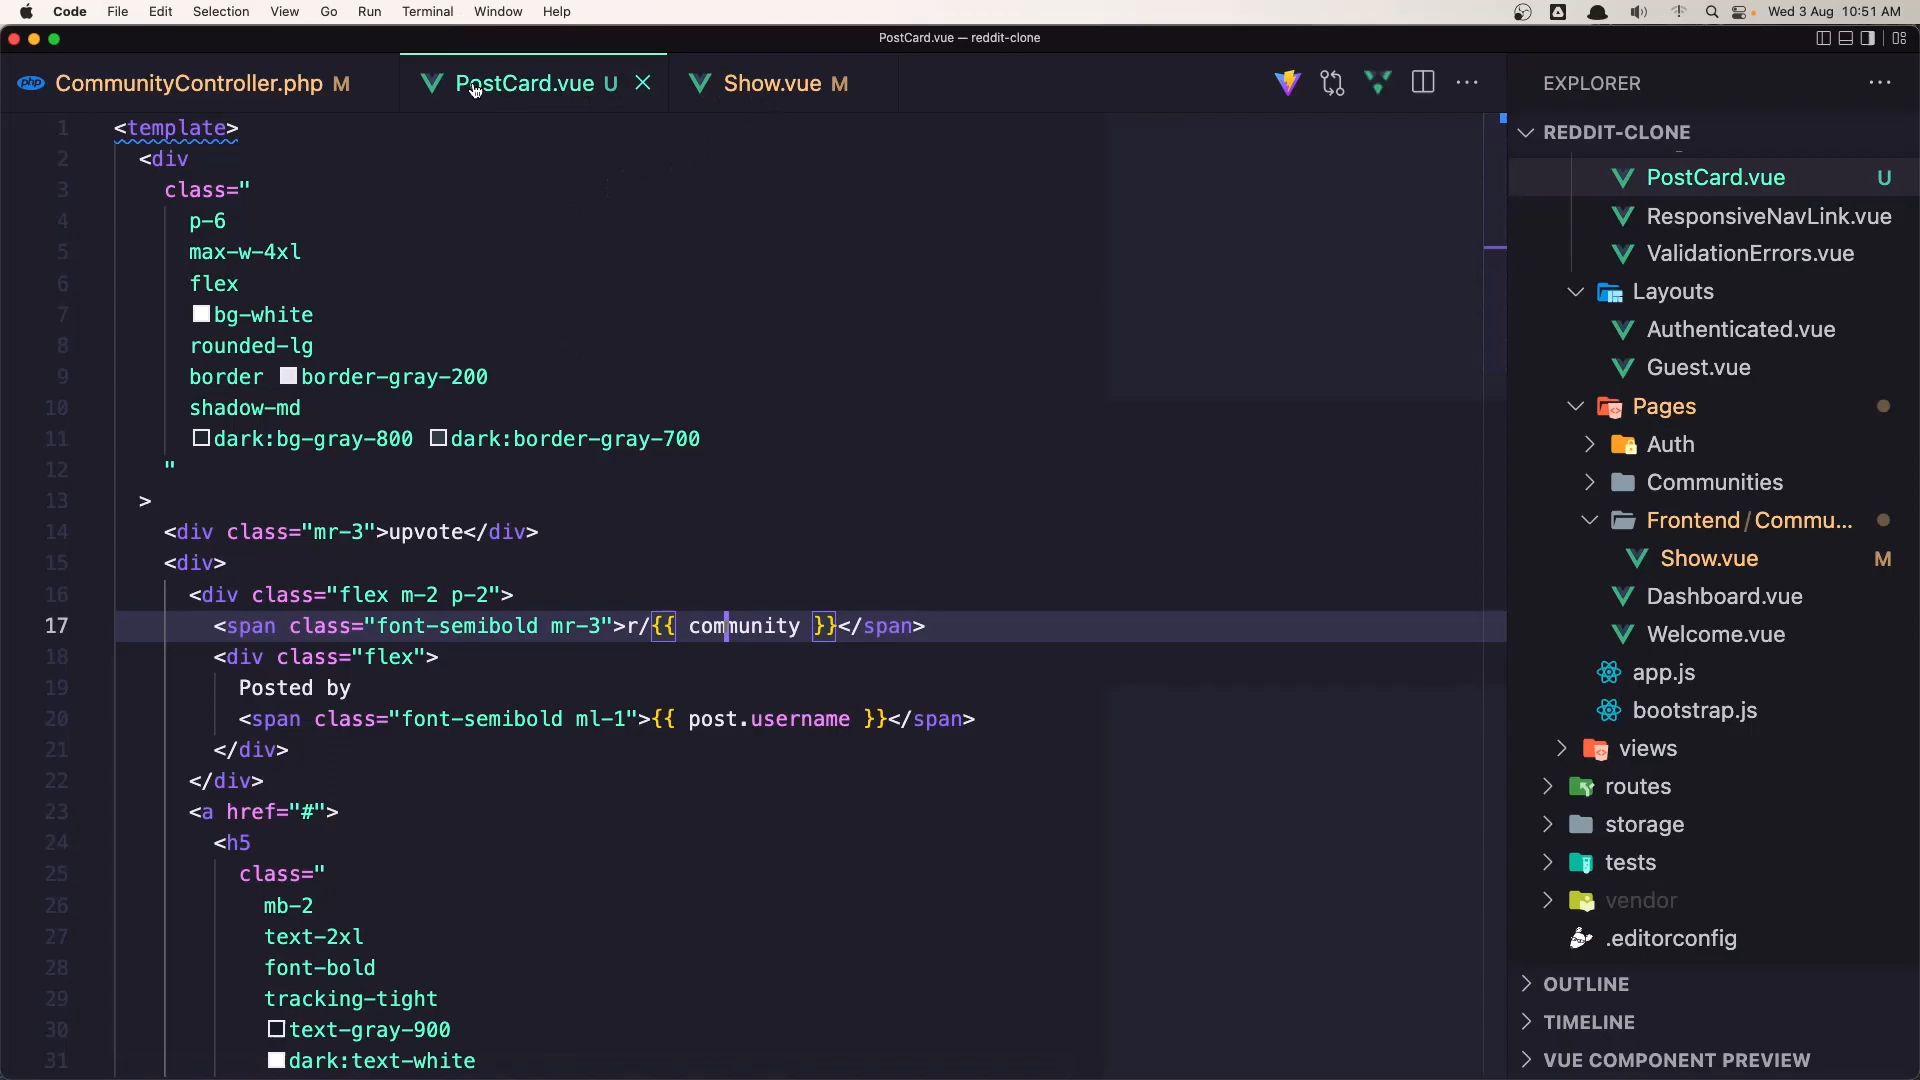 Code File Edit Selection View Go Run Terminal Window Help Wed 3 Aug 10:51 AM
PostCard.vue — reddit-clone
php CommunityController.php M PostCard.vue U Show.vue M
EXPLORER
REDDIT-CLONE
PostCard.vue U
ResponsiveNavLink.vue
ValidationErrors.vue
Layouts
Authenticated.vue
Guest.vue
Pages
Auth
Communities
Frontend / Commu...
Show.vue M
Dashboard.vue
Welcome.vue
app.js
bootstrap.js
views
routes
storage
tests
vendor
.editorconfig
OUTLINE
TIMELINE
VUE COMPONENT PREVIEW
1 <template>
2 <div
3 class="
4 p-6
5 max-w-4xl
6 flex
7 bg-white
8 rounded-lg
9 border border-gray-200
10 shadow-md
11 dark:bg-gray-800 dark:border-gray-700
12 "
13 >
14 <div class="mr-3">upvote</div>
15 <div>
16 <div class="flex m-2 p-2">
17 <span class="font-semibold mr-3">r/{{ community }}</span>
18 <div class="flex">
19 Posted by
20 <span class="font-semibold ml-1">{{ post.username }}</span>
21 </div>
22 </div>
23 <a href="#">
24 <h5
25 class="
26 mb-2
27 text-2xl
28 font-bold
29 tracking-tight
30 text-gray-900
31 dark:text-white